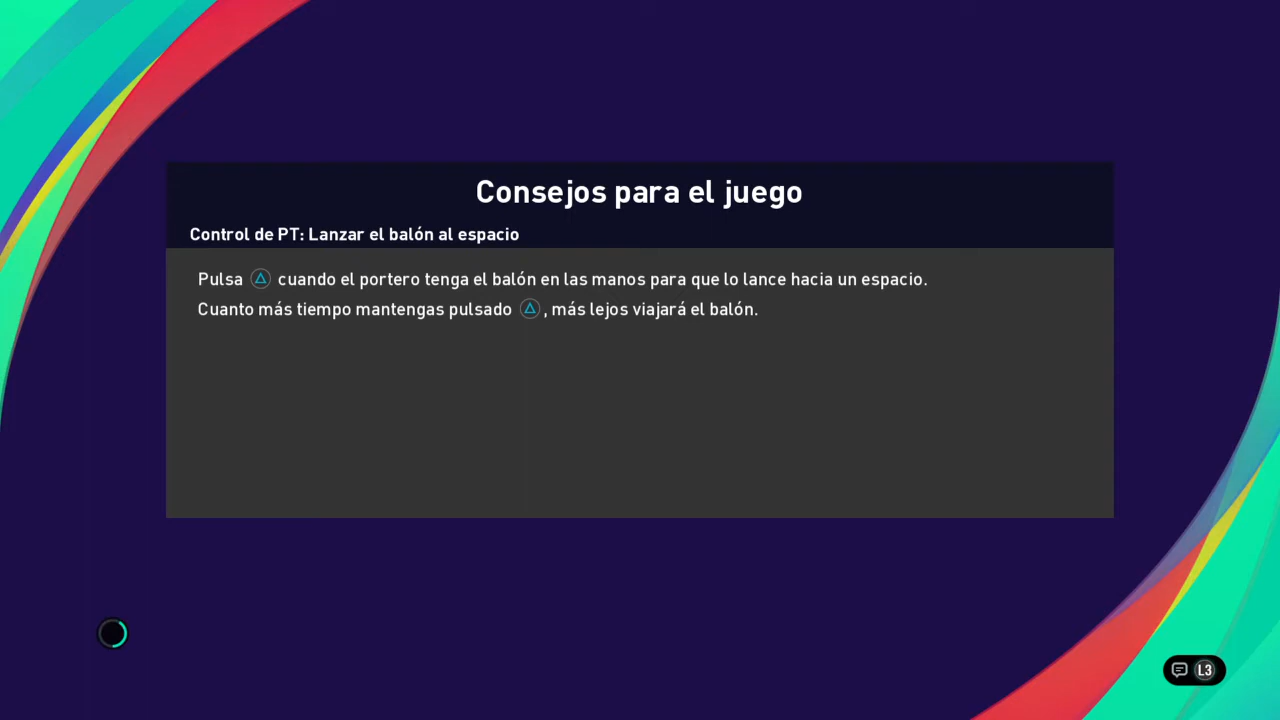 Consejos para el juego
Control de PT: Lanzar el balón al espacio
Pulsa cuando el portero tenga el balón en las manos para que lo lance hacia un espacio.
Cuanto más tiempo mantengas pulsado , más lejos viajará el balón.
L3